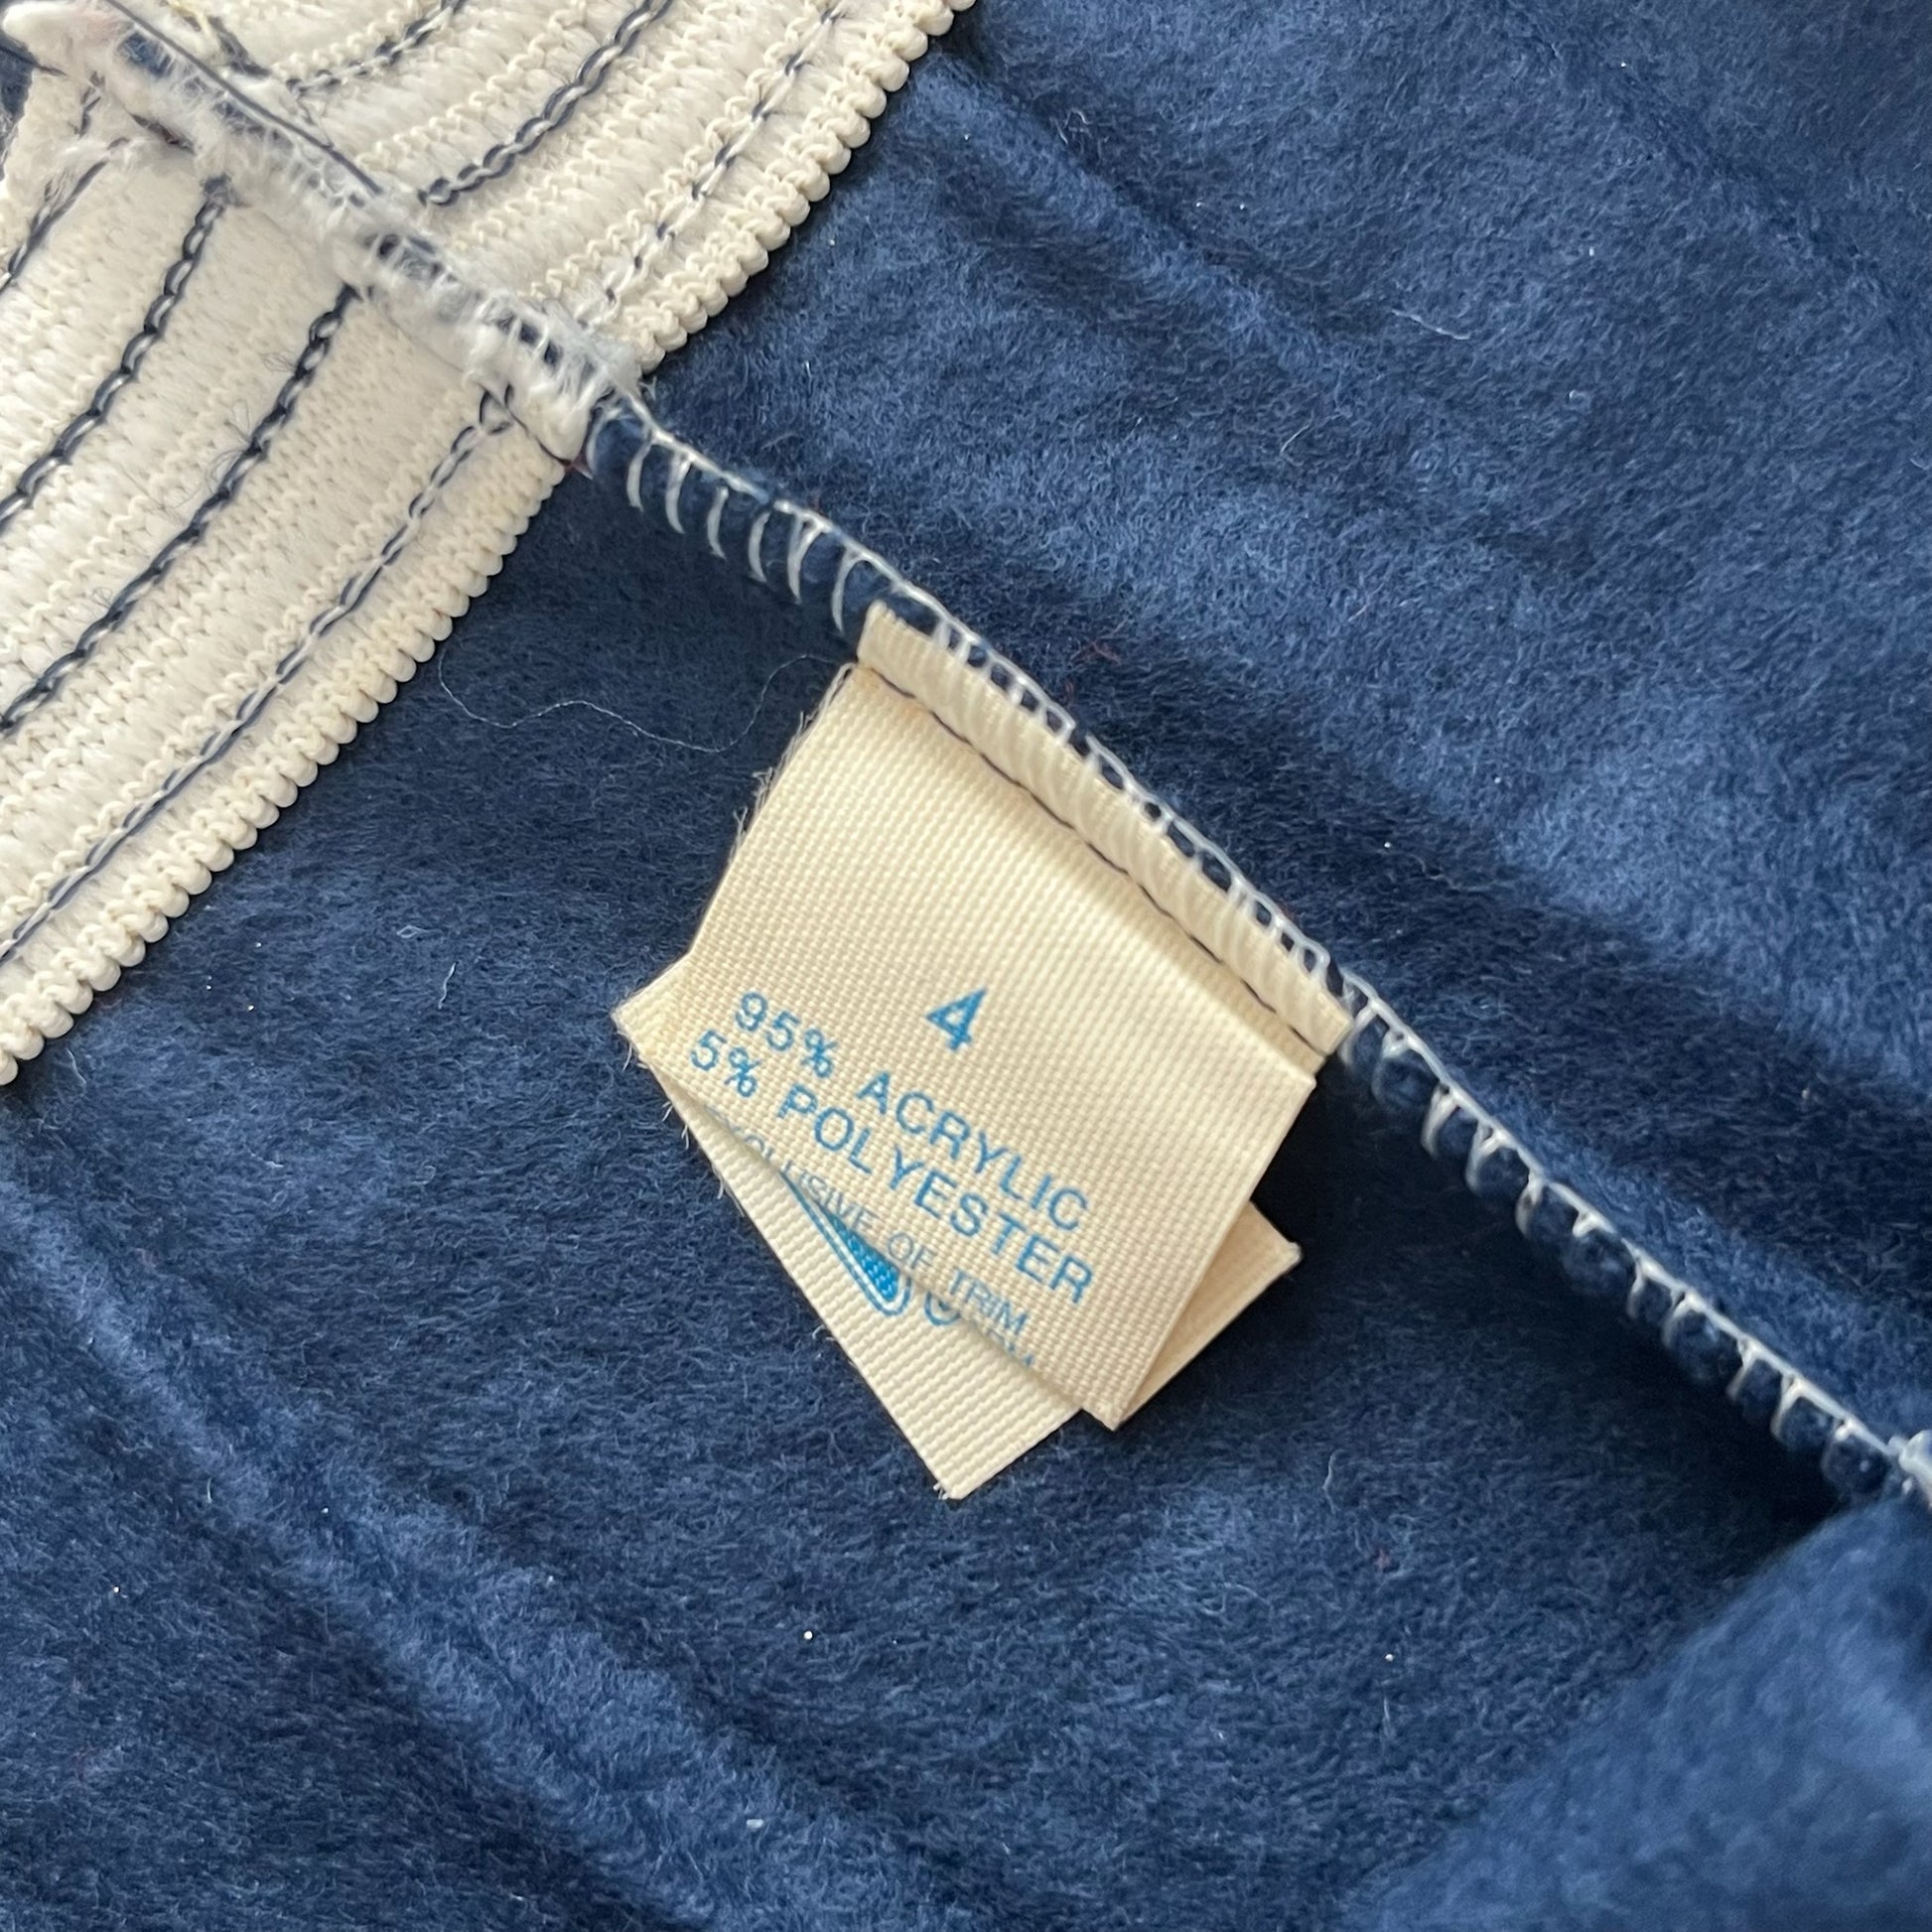 4
95% ACRYLIC
5% POLYESTER
EXCLUSIVE OF TRIM